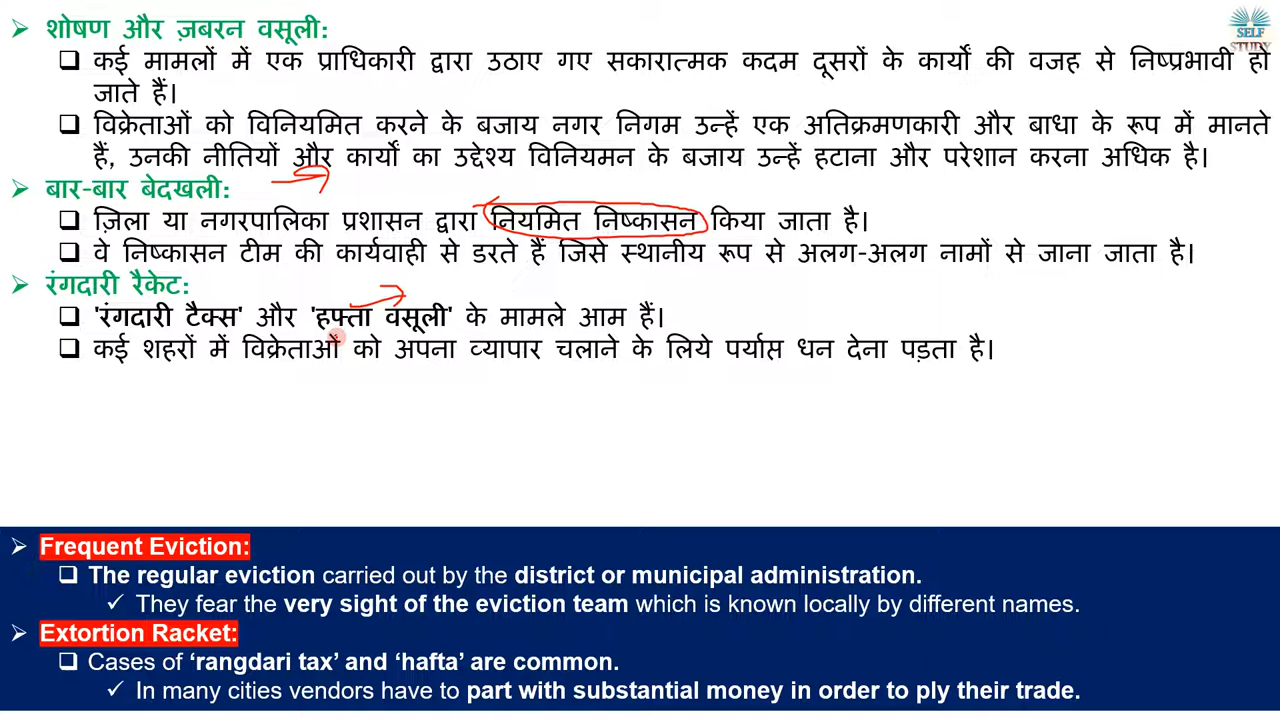 शोषण और ज़बरन वसूली:
कई मामलों में एक प्राधिकारी द्वारा उठाए गए सकारात्मक कदम दूसरों के कार्यों की वजह से निष्प्रभावी हो
जाते हैं।
विक्रेताओं को विनियमित करने के बजाय नगर निगम उन्हें एक अतिक्रमणकारी और बाधा के रूप में मानते
हैं, उनकी नीतियों और कार्यों का उद्देश्य विनियमन के बजाय उन्हें हटाना और परेशान करना अधिक है।
बार-बार बेदखली:
ज़िला या नगरपालिका प्रशासन द्वारा नियमित निष्कासन किया जाता है।
वे निष्कासन टीम की कार्यवाही से डरते हैं जिसे स्थानीय रूप से अलग-अलग नामों से जाना जाता है।
रंगदारी रैकेट:
'रंगदारी टैक्स' और 'हफ्ता वसूली' के मामले आम हैं।
कई शहरों में विक्रेताओं को अपना व्यापार चलाने के लिये पर्याप्त धन देना पड़ता है।
SELF
STUDY
Frequent Eviction:
The regular eviction carried out by the district or municipal administration.
They fear the very sight of the eviction team which is known locally by different names.
Extortion Racket:
Cases of ‘rangdari tax’ and ‘hafta’ are common.
In many cities vendors have to part with substantial money in order to ply their trade.